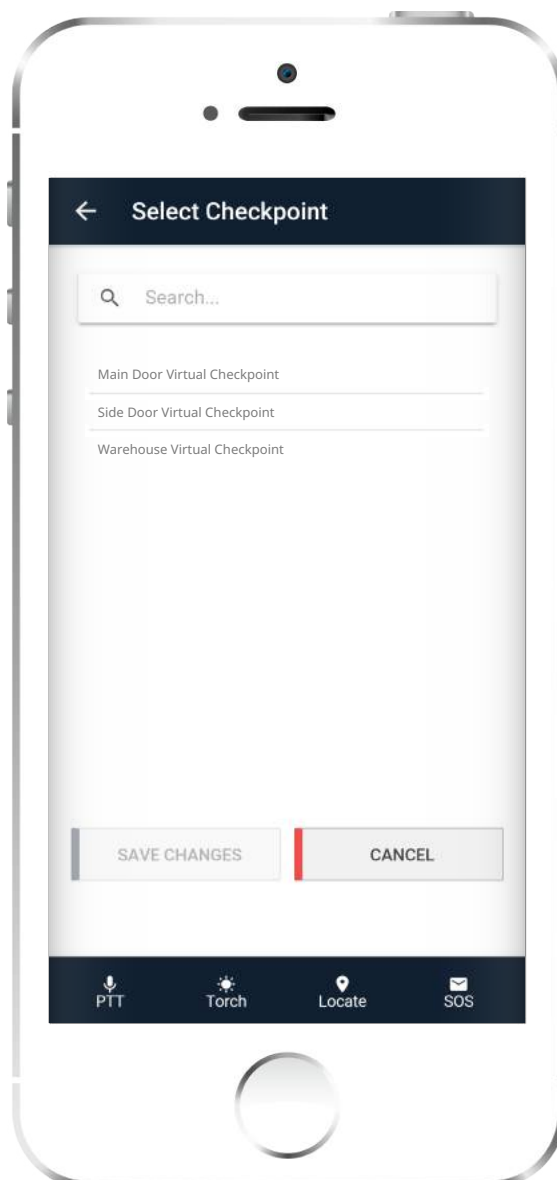 Select Checkpoint
Search...
Main Door Virtual Checkpoint
Side Door Virtual Checkpoint
Warehouse Virtual Checkpoint
SAVE CHANGES CANCEL
PTT Torch Locate SOS